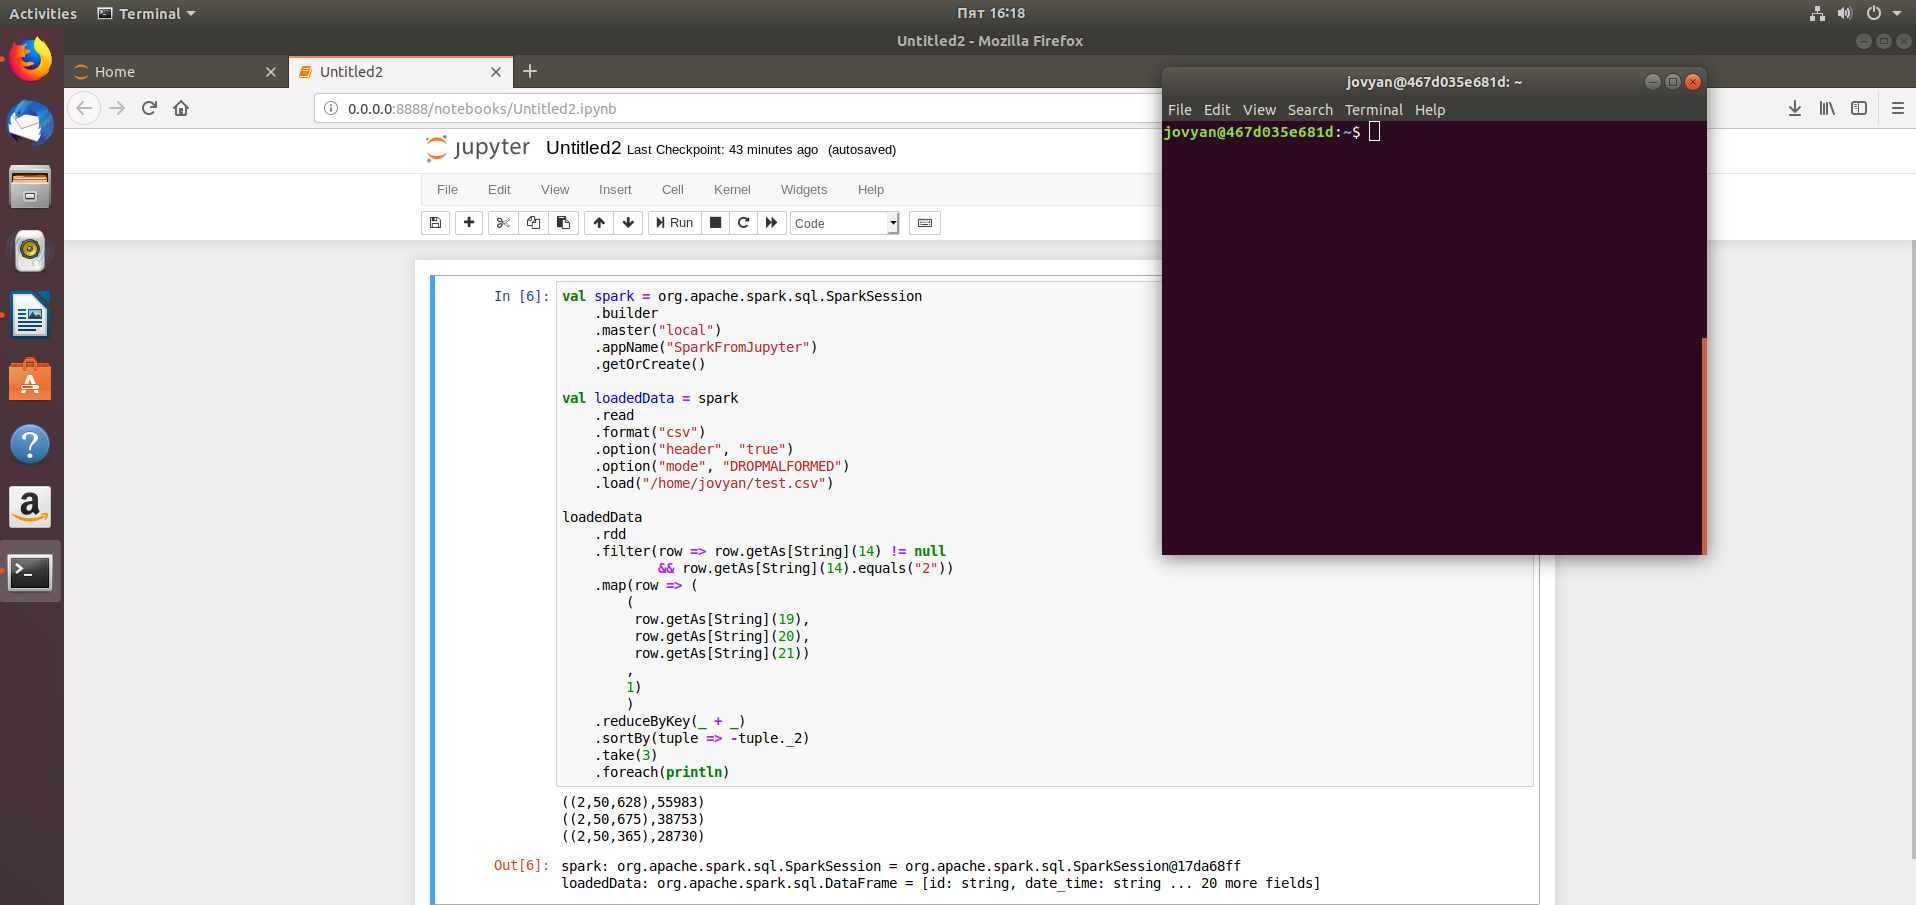 Activities
Terminal
Пят 16:18
Untitled2 - Mozilla Firefox
Home
Untitled2
0.0.0.0:8888/notebooks/Untitled2.ipynb
jupyter Untitled2 Last Checkpoint: 43 minutes ago (autosaved)
File Edit View Insert Cell Kernel Widgets Help
Run
Code
jovyan@467d035e681d: ~
File Edit View Search Terminal Help
jovyan@467d035e681d:~$
In [6]:
val spark = org.apache.spark.sql.SparkSession
    .builder
    .master("local")
    .appName("SparkFromJupyter")
    .getOrCreate()
val loadedData = spark
    .read
    .format("csv")
    .option("header", "true")
    .option("mode", "DROPMALFORMED")
    .load("/home/jovyan/test.csv")
loadedData
    .rdd
    .filter(row => row.getAs[String](14) != null
            && row.getAs[String](14).equals("2"))
    .map(row => (
        (
         row.getAs[String](19),
         row.getAs[String](20),
         row.getAs[String](21))
        ,
        1)
        )
    .reduceByKey(_ + _)
    .sortBy(tuple => -tuple._2)
    .take(3)
    .foreach(println)
((2,50,628),55983)
((2,50,675),38753)
((2,50,365),28730)
Out[6]:
spark: org.apache.spark.sql.SparkSession = org.apache.spark.sql.SparkSession@17da68ff
loadedData: org.apache.spark.sql.DataFrame = [id: string, date_time: string ... 20 more fields]